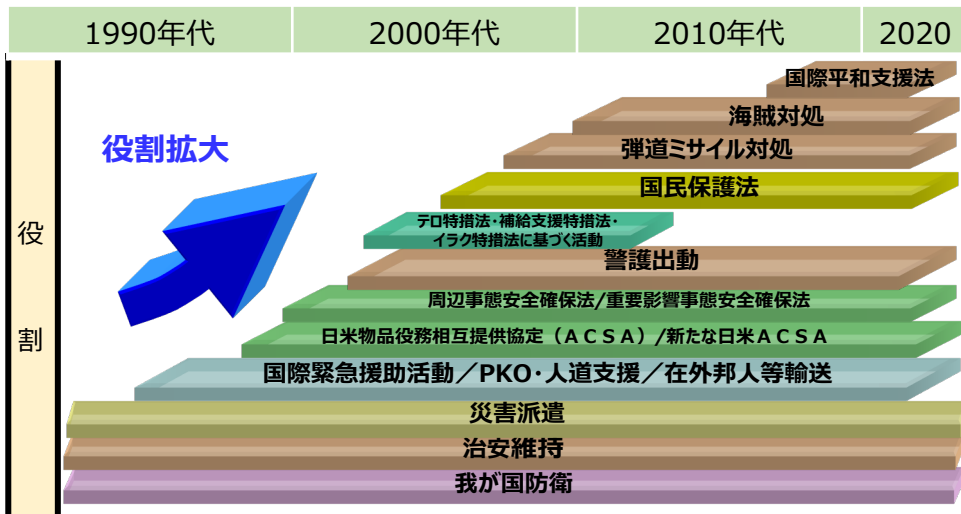 1990年代
2000年代
2010年代
2020
役割
役割拡大
国際平和支援法
海賊対処
弾道ミサイル対処
国民保護法
テロ特措法・補給支援特措法・
イラク特措法に基づく活動
警護出動
周辺事態安全確保法/重要影響事態安全確保法
日米物品役務相互提供協定（ＡＣＳＡ）/新たな日米ＡＣＳＡ
国際緊急援助活動／PKO・人道支援／在外邦人等輸送
災害派遣
治安維持
我が国防衛